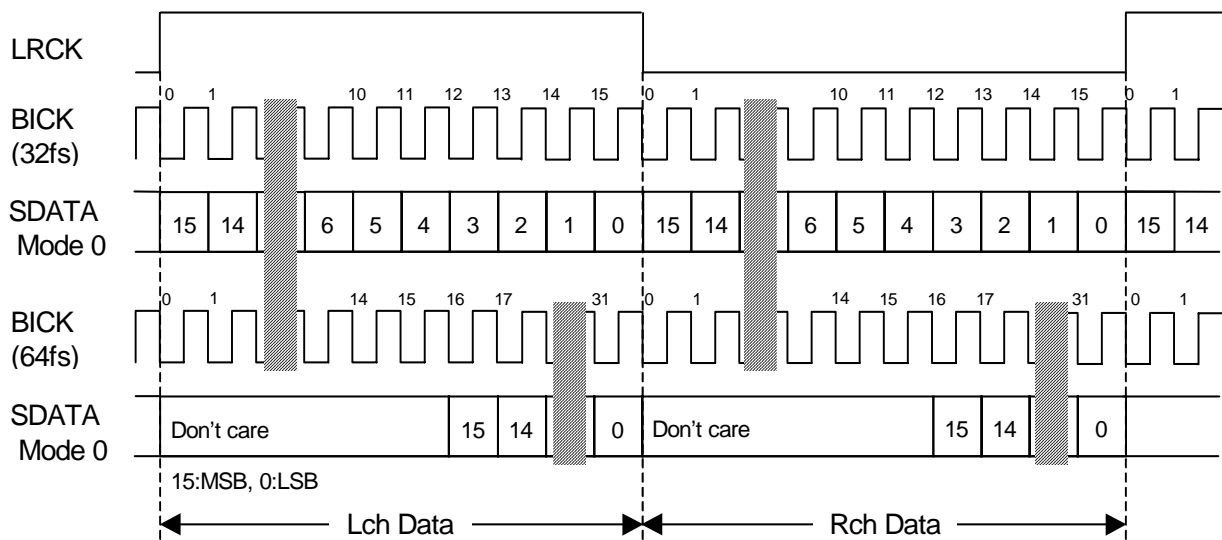 LRCK
0 1 10 11 12 13 14 15 0 1 10 11 12 13 14 15 0 1
BICK
(32fs)
SDATA
Mode 0
15 14 6 5 4 3 2 1 0 15 14 6 5 4 3 2 1 0 15 14
0 1 14 15 16 17 31 0 1 14 15 16 17 31 0 1
BICK
(64fs)
SDATA
Mode 0
Don't care 15 14 0 Don't care 15 14 0
15:MSB, 0:LSB
Lch Data Rch Data